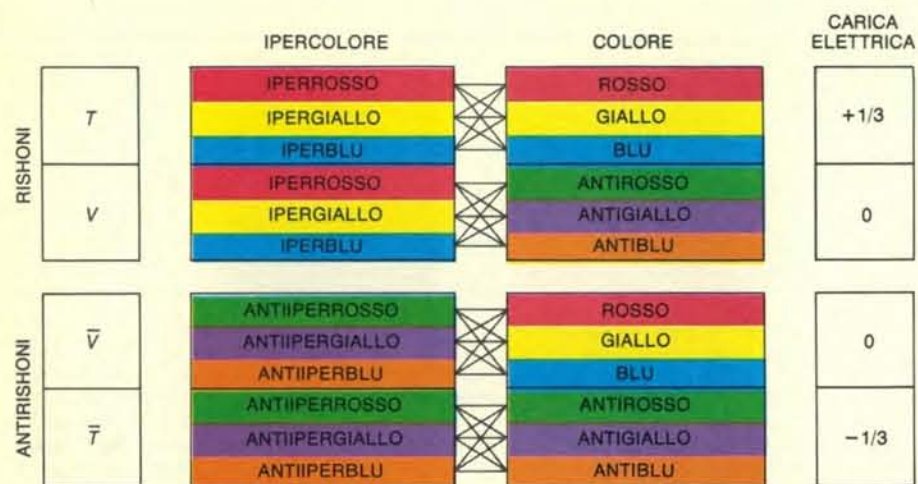 IPERCOLORE COLORE CARICA ELETTRICA
RISHONI
T IPERROSSO ROSSO +1/3
IPERGIALLO GIALLO
IPERBLU BLU
V IPERROSSO ANTIROSSO 0
IPERGIALLO ANTIGIALLO
IPERBLU ANTIBLU
ANTIRISHONI
V̅ ANTIIPERROSSO ROSSO 0
ANTIIPERGIALLO GIALLO
ANTIIPERBLU BLU
T̅ ANTIIPERROSSO ANTIROSSO −1/3
ANTIIPERGIALLO ANTIGIALLO
ANTIIPERBLU ANTIBLU